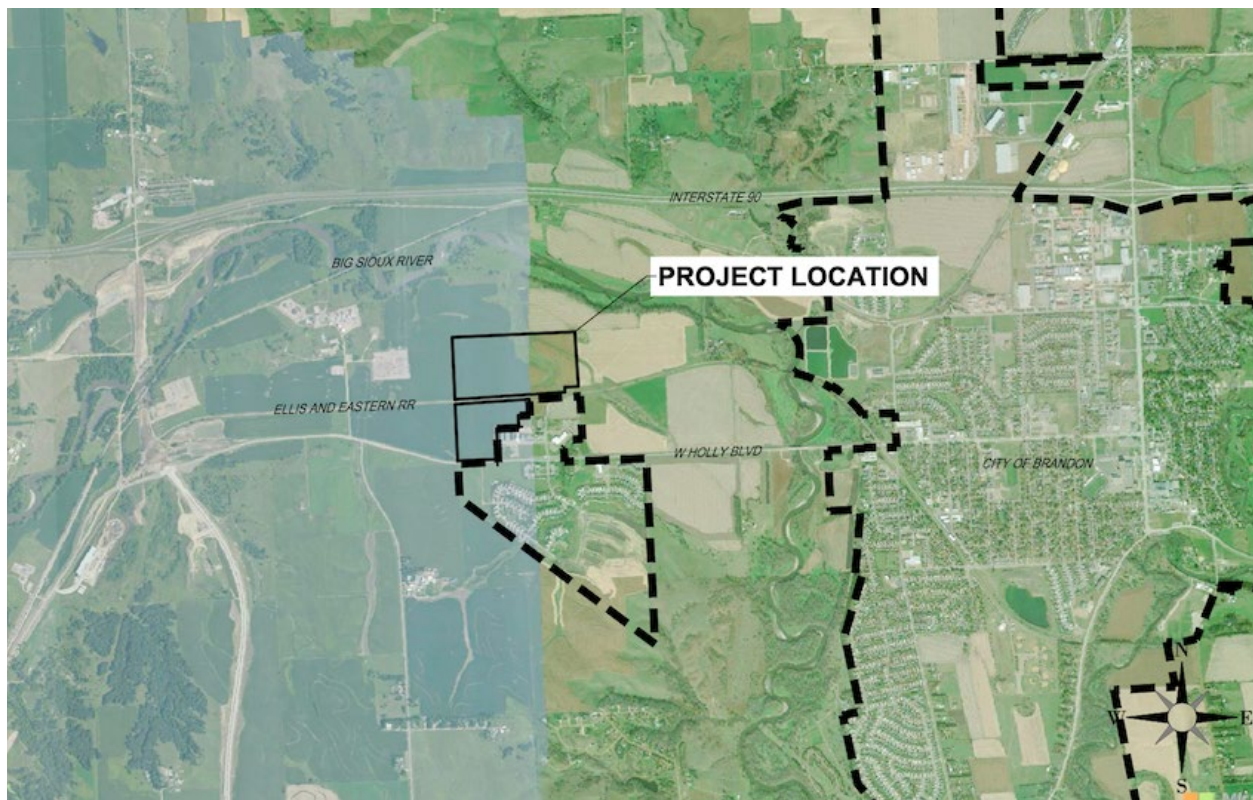 INTERSTATE 90
BIG SIOUX RIVER
PROJECT LOCATION
ELLIS AND EASTERN RR
W HOLLY BLVD
CITY OF BRANDON
N
W
E
S